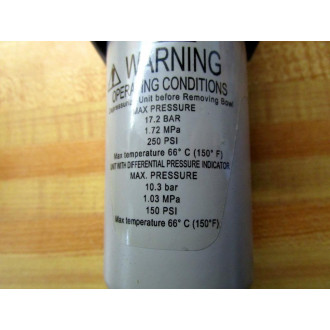 WARNING
OPERATING CONDITIONS
Unit before Removing Bowl
MAX PRESSURE
17.2 BAR
1.72 MPa
250 PSI
Max temperature 66° C (150° F)
UNIT WITH DIFFERENTIAL PRESSURE INDICATOR
MAX. PRESSURE
10.3 bar
1.03 MPa
150 PSI
Max temperature 66° C (150°F)